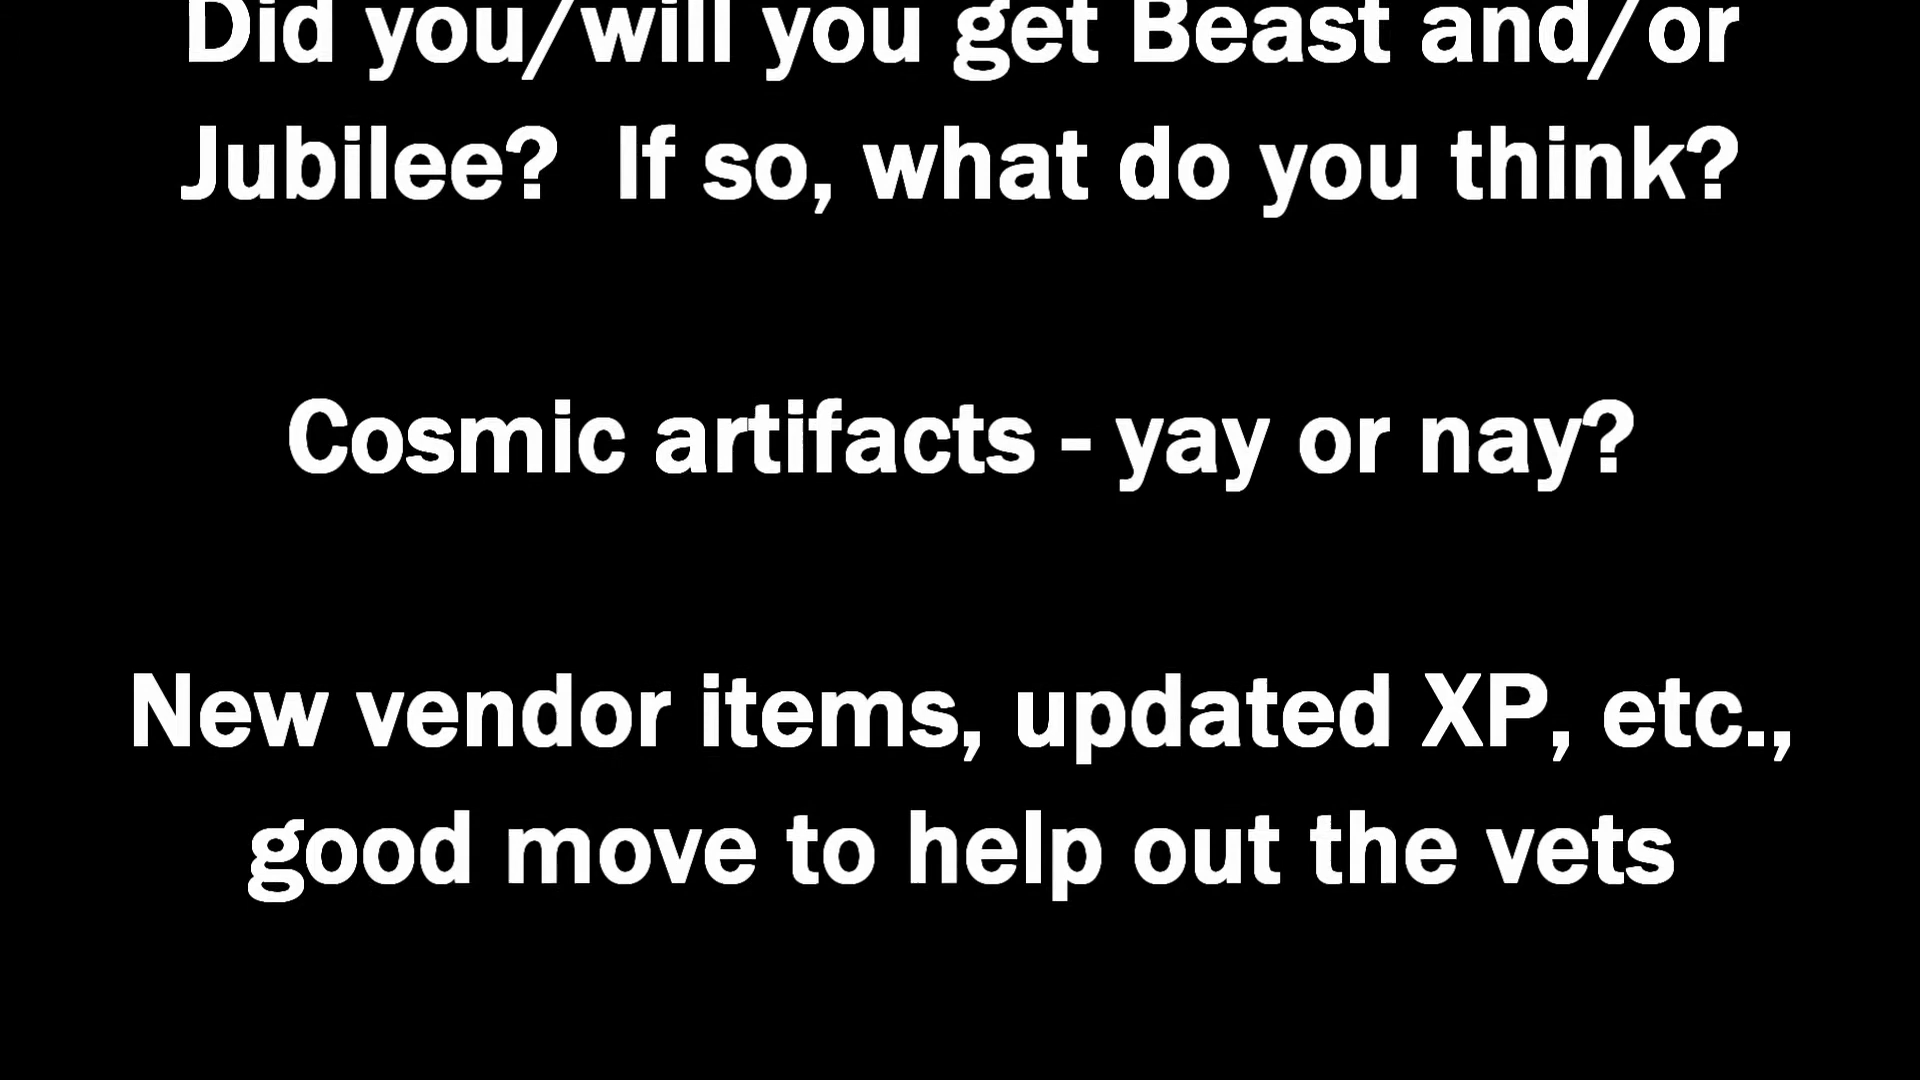 Did you/will you get Beast and/or
Jubilee?  If so, what do you think?
Cosmic artifacts - yay or nay?
New vendor items, updated XP, etc.,
good move to help out the vets